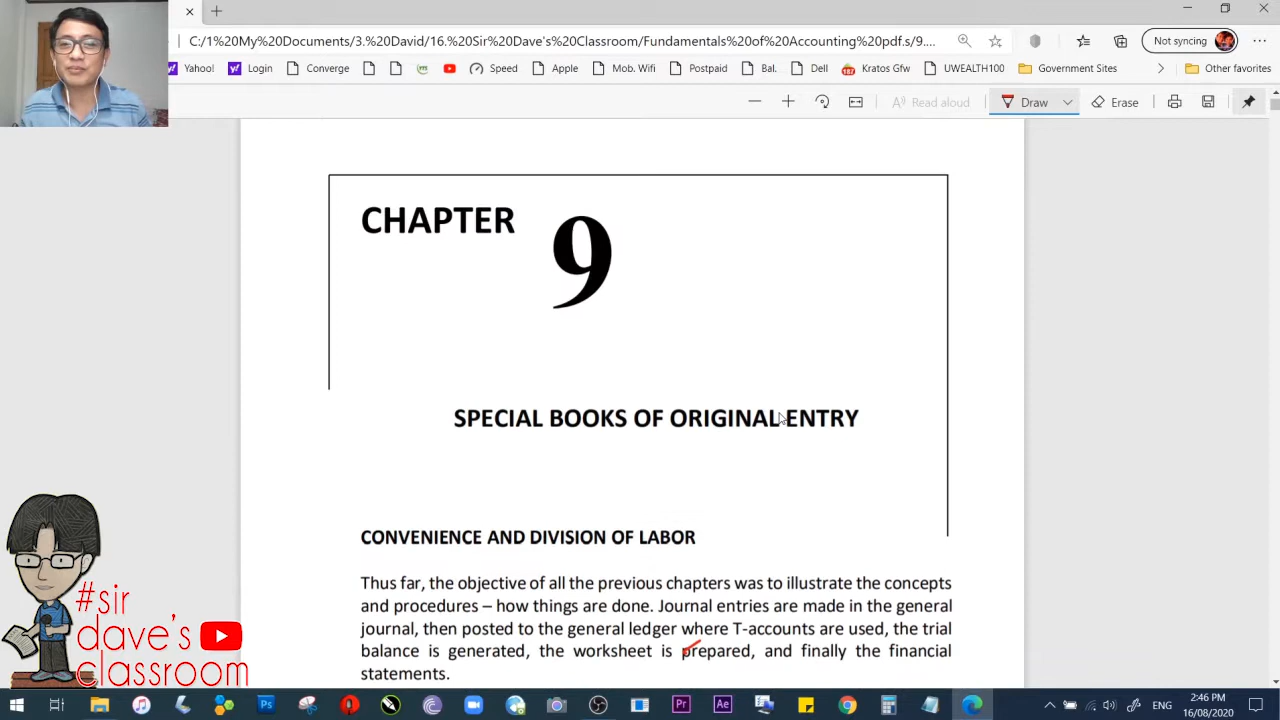 C:/1%20My%20Documents/3.%20David/16.%20Sir%20Dave's%20Classroom/Fundamentals%20of%20Accounting%20pdf.s/9....
Not syncing
Yahoo!
Login
Converge
Speed
Apple
Mob. Wifi
Postpaid
Bal.
Dell
Kratos Gfw
UWEALTH100
Government Sites
Other favorites
Read aloud
Draw
Erase
CHAPTER 9
SPECIAL BOOKS OF ORIGINAL ENTRY
CONVENIENCE AND DIVISION OF LABOR
Thus far, the objective of all the previous chapters was to illustrate the concepts
and procedures – how things are done. Journal entries are made in the general
journal, then posted to the general ledger where T-accounts are used, the trial
balance is generated, the worksheet is prepared, and finally the financial
statements.
#sir
dave's
classroom
Ps
Pr
Ae
ENG
2:46 PM
16/08/2020